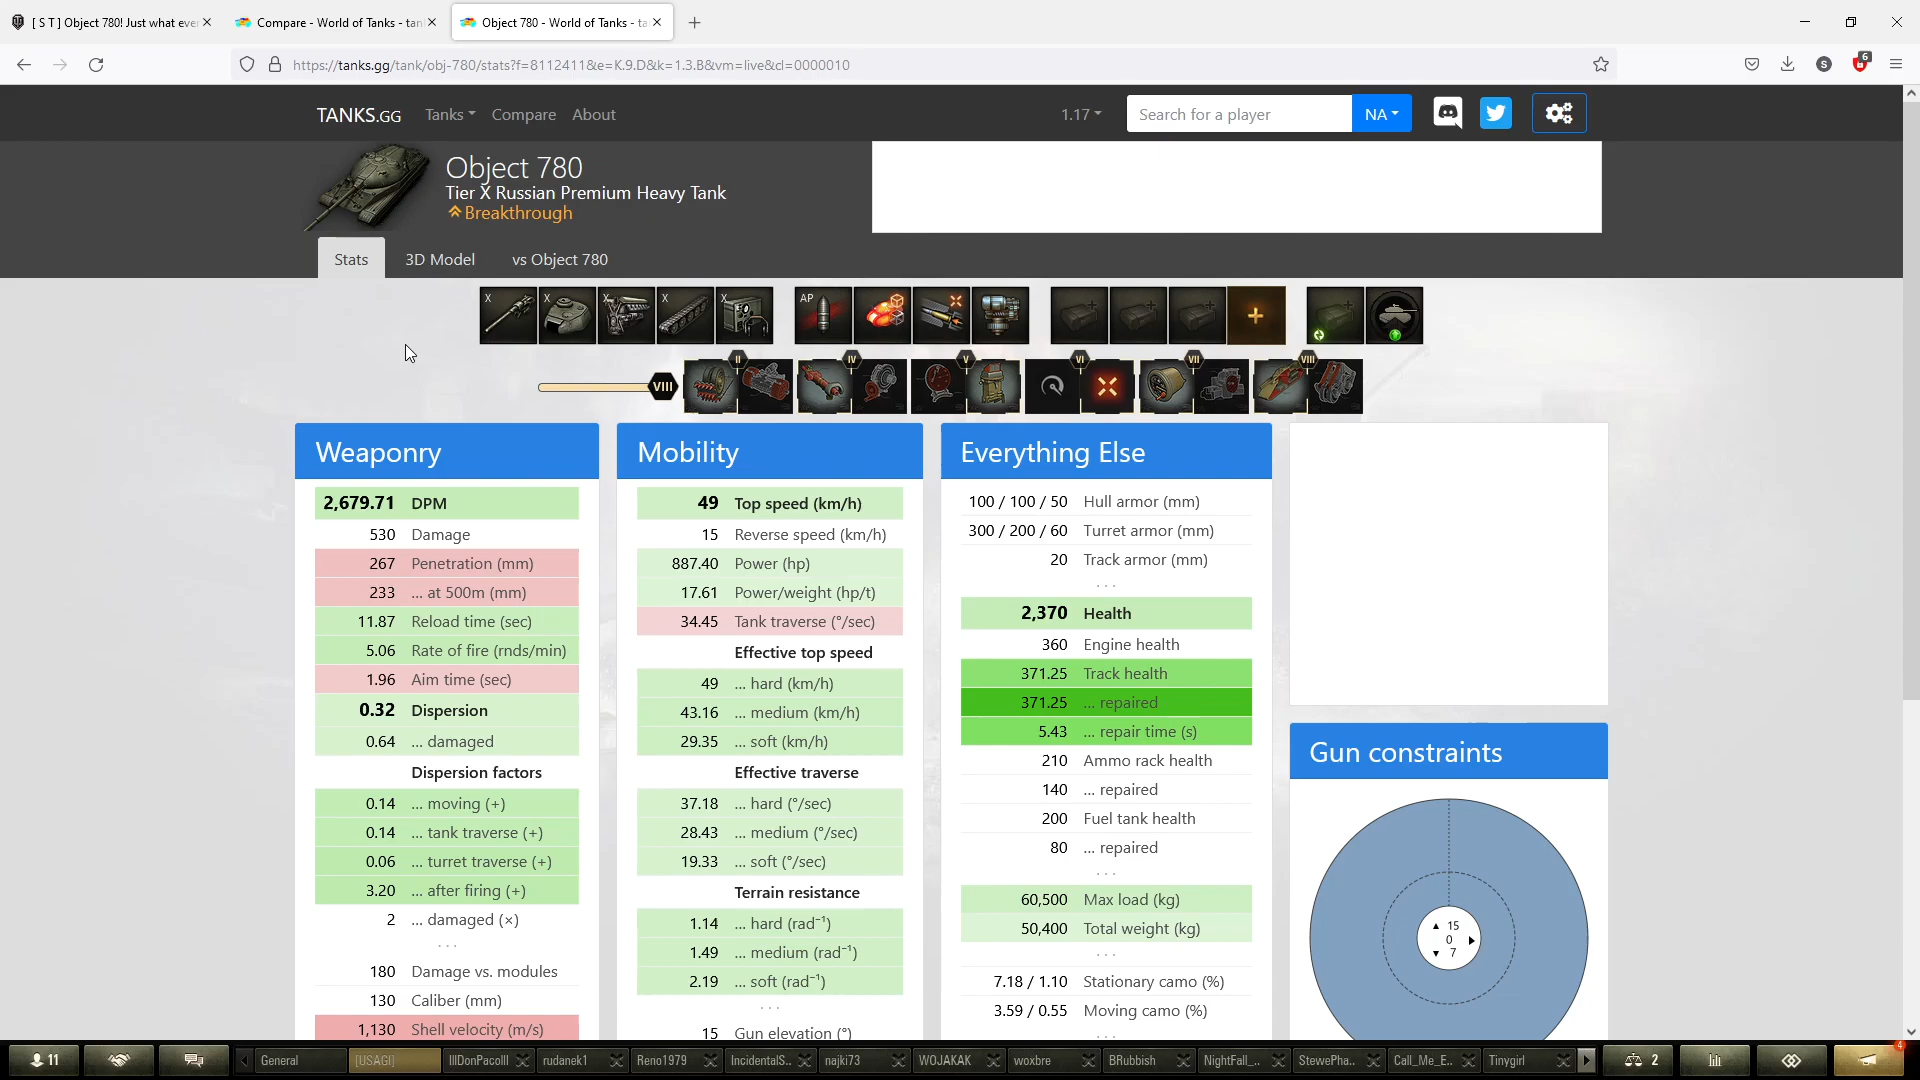 [ S T ] Object 780! Just what ever
Compare - World of Tanks - tan
Object 780 - World of Tanks - ta
https://tanks.gg/tank/obj-780/stats?f=8112411&e=K.9.D&k=1.3.B&vm=live&cl=0000010
S
6
TANKS.GG
Tanks
Compare
About
1.17
Search for a player
NA
Object 780
Tier X Russian Premium Heavy Tank
Breakthrough
Stats
3D Model
vs Object 780
X
X
X
X
X
AP
+
VIII
II
IV
V
VI
VII
VIII
Weaponry
2,679.71 DPM
530 Damage
267 Penetration (mm)
233 ... at 500m (mm)
11.87 Reload time (sec)
5.06 Rate of fire (rnds/min)
1.96 Aim time (sec)
0.32 Dispersion
0.64 ... damaged
Dispersion factors
0.14 ... moving (+)
0.14 ... tank traverse (+)
0.06 ... turret traverse (+)
3.20 ... after firing (+)
2 ... damaged (×)
...
180 Damage vs. modules
130 Caliber (mm)
1,130 Shell velocity (m/s)
Mobility
49 Top speed (km/h)
15 Reverse speed (km/h)
887.40 Power (hp)
17.61 Power/weight (hp/t)
34.45 Tank traverse (°/sec)
Effective top speed
49 ... hard (km/h)
43.16 ... medium (km/h)
29.35 ... soft (km/h)
Effective traverse
37.18 ... hard (°/sec)
28.43 ... medium (°/sec)
19.33 ... soft (°/sec)
Terrain resistance
1.14 ... hard (rad⁻¹)
1.49 ... medium (rad⁻¹)
2.19 ... soft (rad⁻¹)
...
15 Gun elevation (°)
Everything Else
100 / 100 / 50 Hull armor (mm)
300 / 200 / 60 Turret armor (mm)
20 Track armor (mm)
...
2,370 Health
360 Engine health
371.25 Track health
371.25 ... repaired
5.43 ... repair time (s)
210 Ammo rack health
140 ... repaired
200 Fuel tank health
80 ... repaired
...
60,500 Max load (kg)
50,400 Total weight (kg)
...
7.18 / 1.10 Stationary camo (%)
3.59 / 0.55 Moving camo (%)
...
Gun constraints
15
0
7
11
General
[USAGI]
IllDonPacolll
rudanek1
Reno1979
IncidentalS..
najki73
WOJAKAK
woxbre
BRubbish
NightFall_..
StewePha..
Call_Me_E..
Tinygirl
2
4